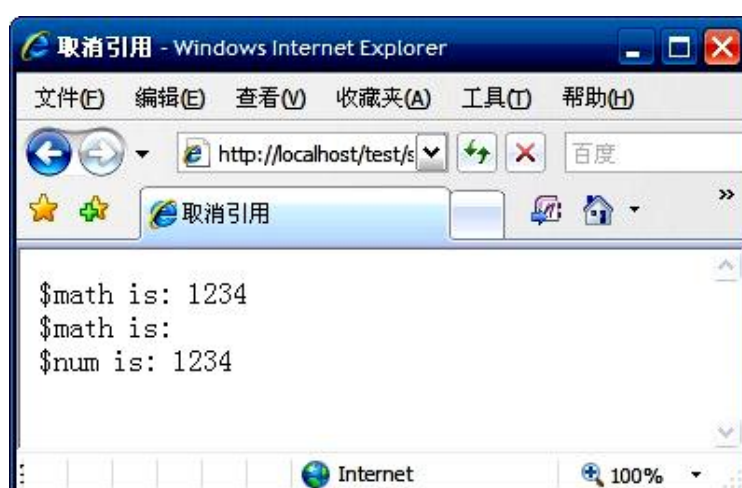 取消引用 - Windows Internet Explorer
文件(F) 编辑(E) 查看(V) 收藏夹(A) 工具(T) 帮助(H)
http://localhost/test/s 百度
取消引用
$math is: 1234
$math is:
$num is: 1234
Internet 100%